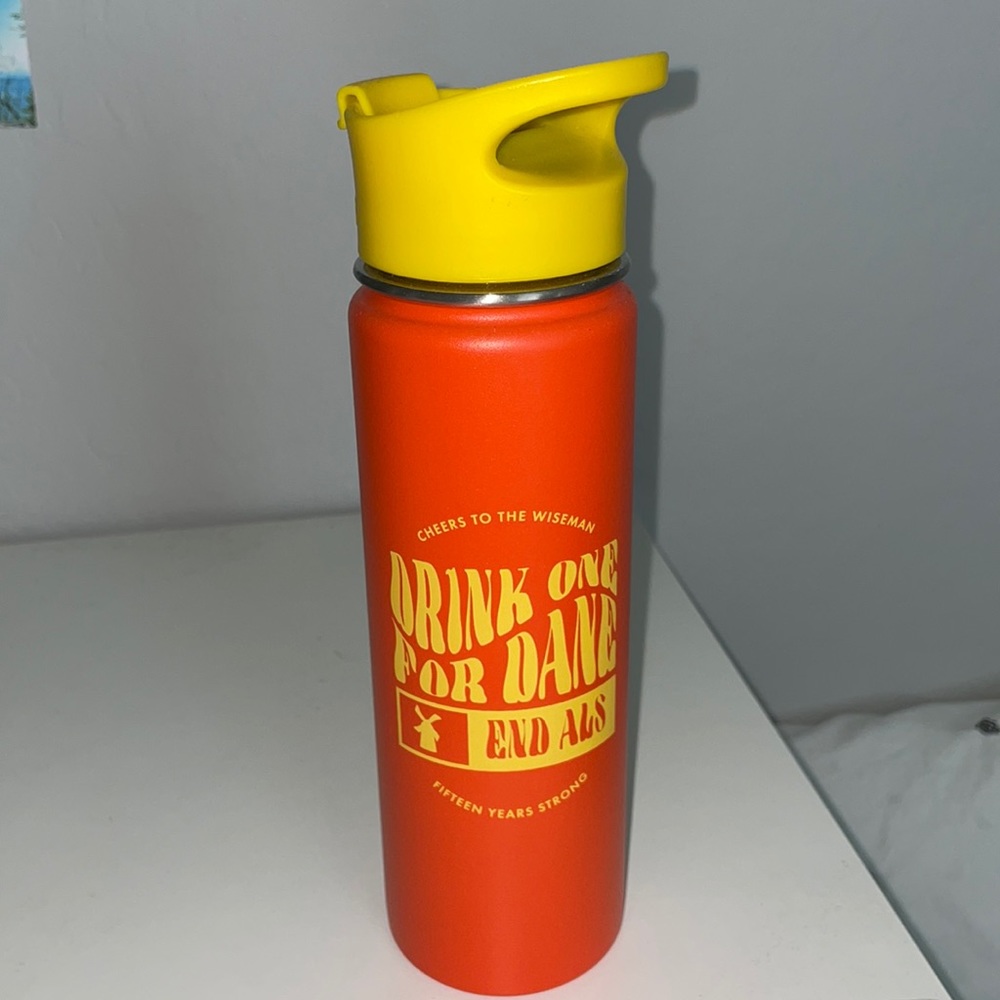 CHEERS TO THE WISEMAN
DRINK ONE
FOR DANE
END ALS
FIFTEEN YEARS STRONG